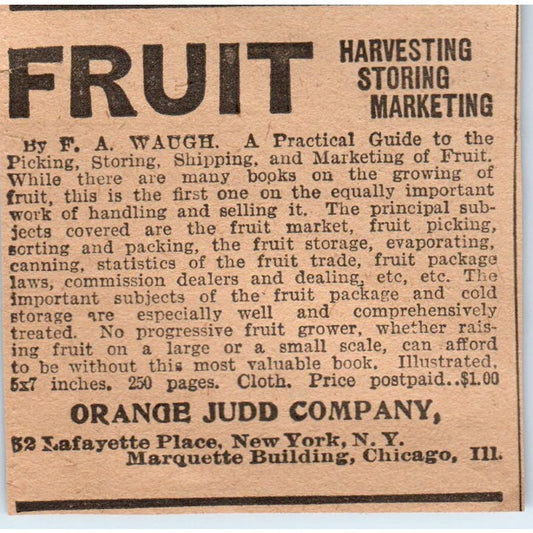 FRUIT HARVESTING
STORING
MARKETING
By F. A. WAUGH. A Practical Guide to the
Picking, Storing, Shipping, and Marketing of Fruit.
While there are many books on the growing of
fruit, this is the first one on the equally important
work of handling and selling it. The principal sub-
jects covered are the fruit market, fruit picking,
sorting and packing, the fruit storage, evaporating,
canning, statistics of the fruit trade, fruit package
laws, commission dealers and dealing, etc, etc. The
important subjects of the fruit package and cold
storage are especially well and comprehensively
treated. No progressive fruit grower, whether rais-
ing fruit on a large or a small scale, can afford
to be without this most valuable book. Illustrated,
5x7 inches. 250 pages. Cloth. Price postpaid..$1.00
ORANGE JUDD COMPANY,
52 Lafayette Place, New York, N. Y.
Marquette Building, Chicago, Ill.